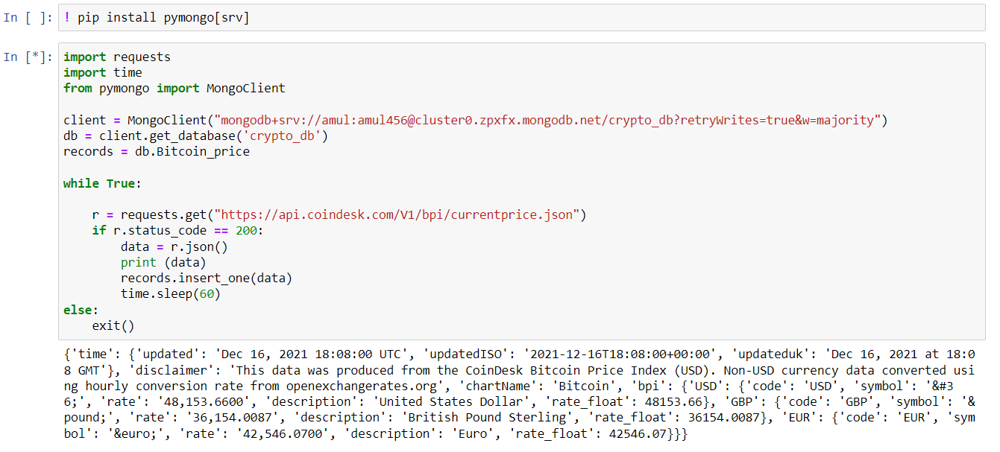 In [ ]: ! pip install pymongo[srv]
In [*]: import requests
import time
from pymongo import MongoClient
client = MongoClient("mongodb+srv://amul:amul456@cluster0.zpxfx.mongodb.net/crypto_db?retryWrites=true&w=majority")
db = client.get_database('crypto_db')
records = db.Bitcoin_price
while True:
    r = requests.get("https://api.coindesk.com/V1/bpi/currentprice.json")
    if r.status_code == 200:
        data = r.json()
        print (data)
        records.insert_one(data)
        time.sleep(60)
else:
    exit()
{'time': {'updated': 'Dec 16, 2021 18:08:00 UTC', 'updatedISO': '2021-12-16T18:08:00+00:00', 'updateduk': 'Dec 16, 2021 at 18:0
8 GMT'}, 'disclaimer': 'This data was produced from the CoinDesk Bitcoin Price Index (USD). Non-USD currency data converted usi
ng hourly conversion rate from openexchangerates.org', 'chartName': 'Bitcoin', 'bpi': {'USD': {'code': 'USD', 'symbol': '&#3
6;', 'rate': '48,153.6600', 'description': 'United States Dollar', 'rate_float': 48153.66}, 'GBP': {'code': 'GBP', 'symbol': '&
pound;', 'rate': '36,154.0087', 'description': 'British Pound Sterling', 'rate_float': 36154.0087}, 'EUR': {'code': 'EUR', 'sym
bol': '&euro;', 'rate': '42,546.0700', 'description': 'Euro', 'rate_float': 42546.07}}}